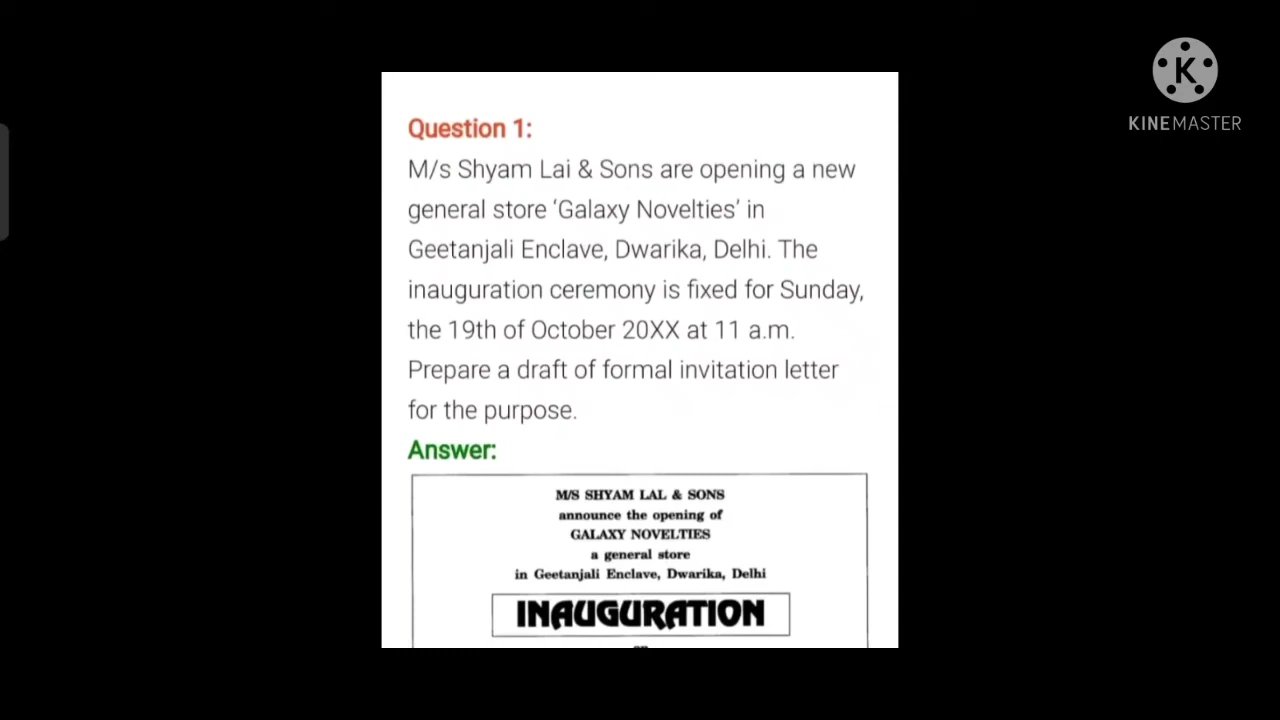 K
KINEMASTER
Question 1:
M/s Shyam Lai & Sons are opening a new
general store ‘Galaxy Novelties’ in
Geetanjali Enclave, Dwarika, Delhi. The
inauguration ceremony is fixed for Sunday,
the 19th of October 20XX at 11 a.m.
Prepare a draft of formal invitation letter
for the purpose.
Answer:
M/S SHYAM LAL & SONS
announce the opening of
GALAXY NOVELTIES
a general store
in Geetanjali Enclave, Dwarika, Delhi
INAUGURATION